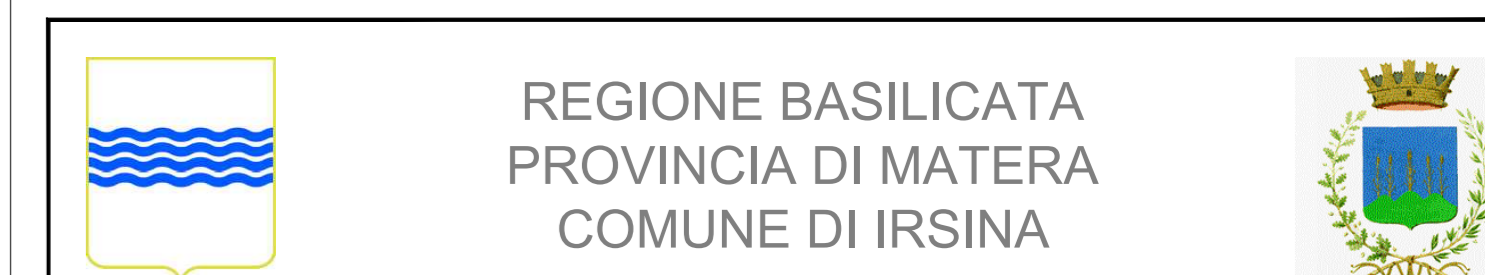 REGIONE BASILICATA
PROVINCIA DI MATERA
COMUNE DI IRSINA